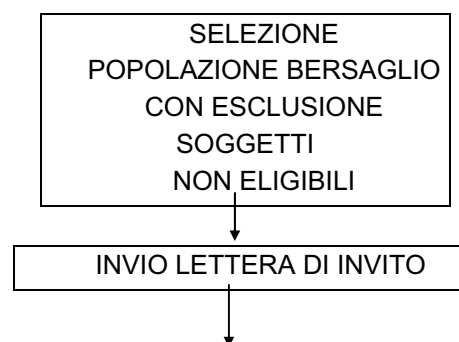 SELEZIONE
POPOLAZIONE BERSAGLIO
CON ESCLUSIONE
SOGGETTI
NON ELIGIBILI
INVIO LETTERA DI INVITO